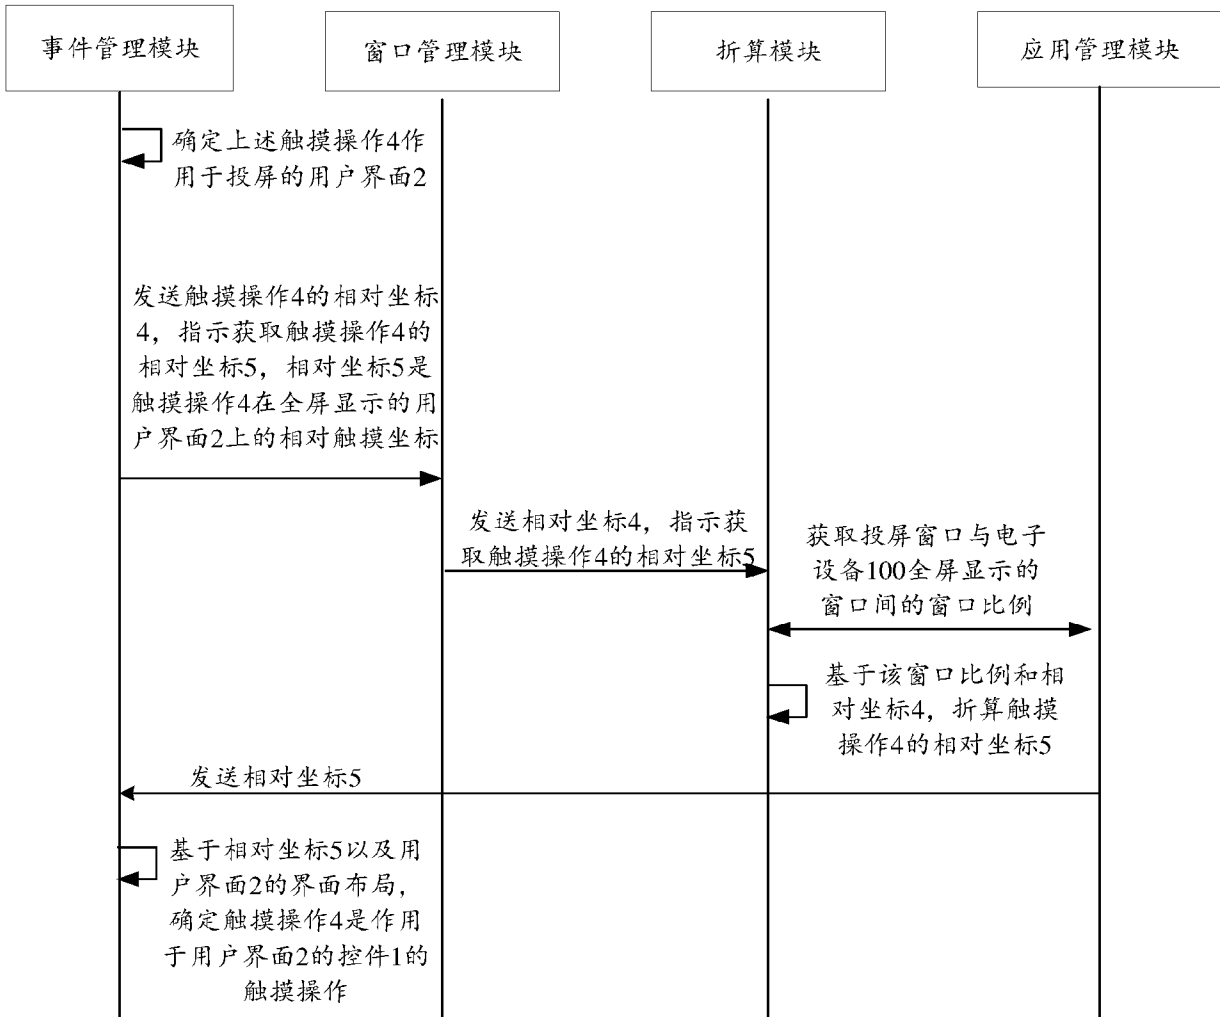 事件管理模块
窗口管理模块
折算模块
应用管理模块
确定上述触摸操作4作
用于投屏的用户界面2
发送触摸操作4的相对坐标
4，指示获取触摸操作4的
相对坐标5，相对坐标5是
触摸操作4在全屏显示的用
户界面2上的相对触摸坐标
发送相对坐标4，指示获
取触摸操作4的相对坐标5
获取投屏窗口与电子
设备100全屏显示的
窗口间的窗口比例
基于该窗口比例和相
对坐标4，折算触摸
操作4的相对坐标5
发送相对坐标5
基于相对坐标5以及用
户界面2的界面布局，
确定触摸操作4是作用
于用户界面2的控件1的
触摸操作